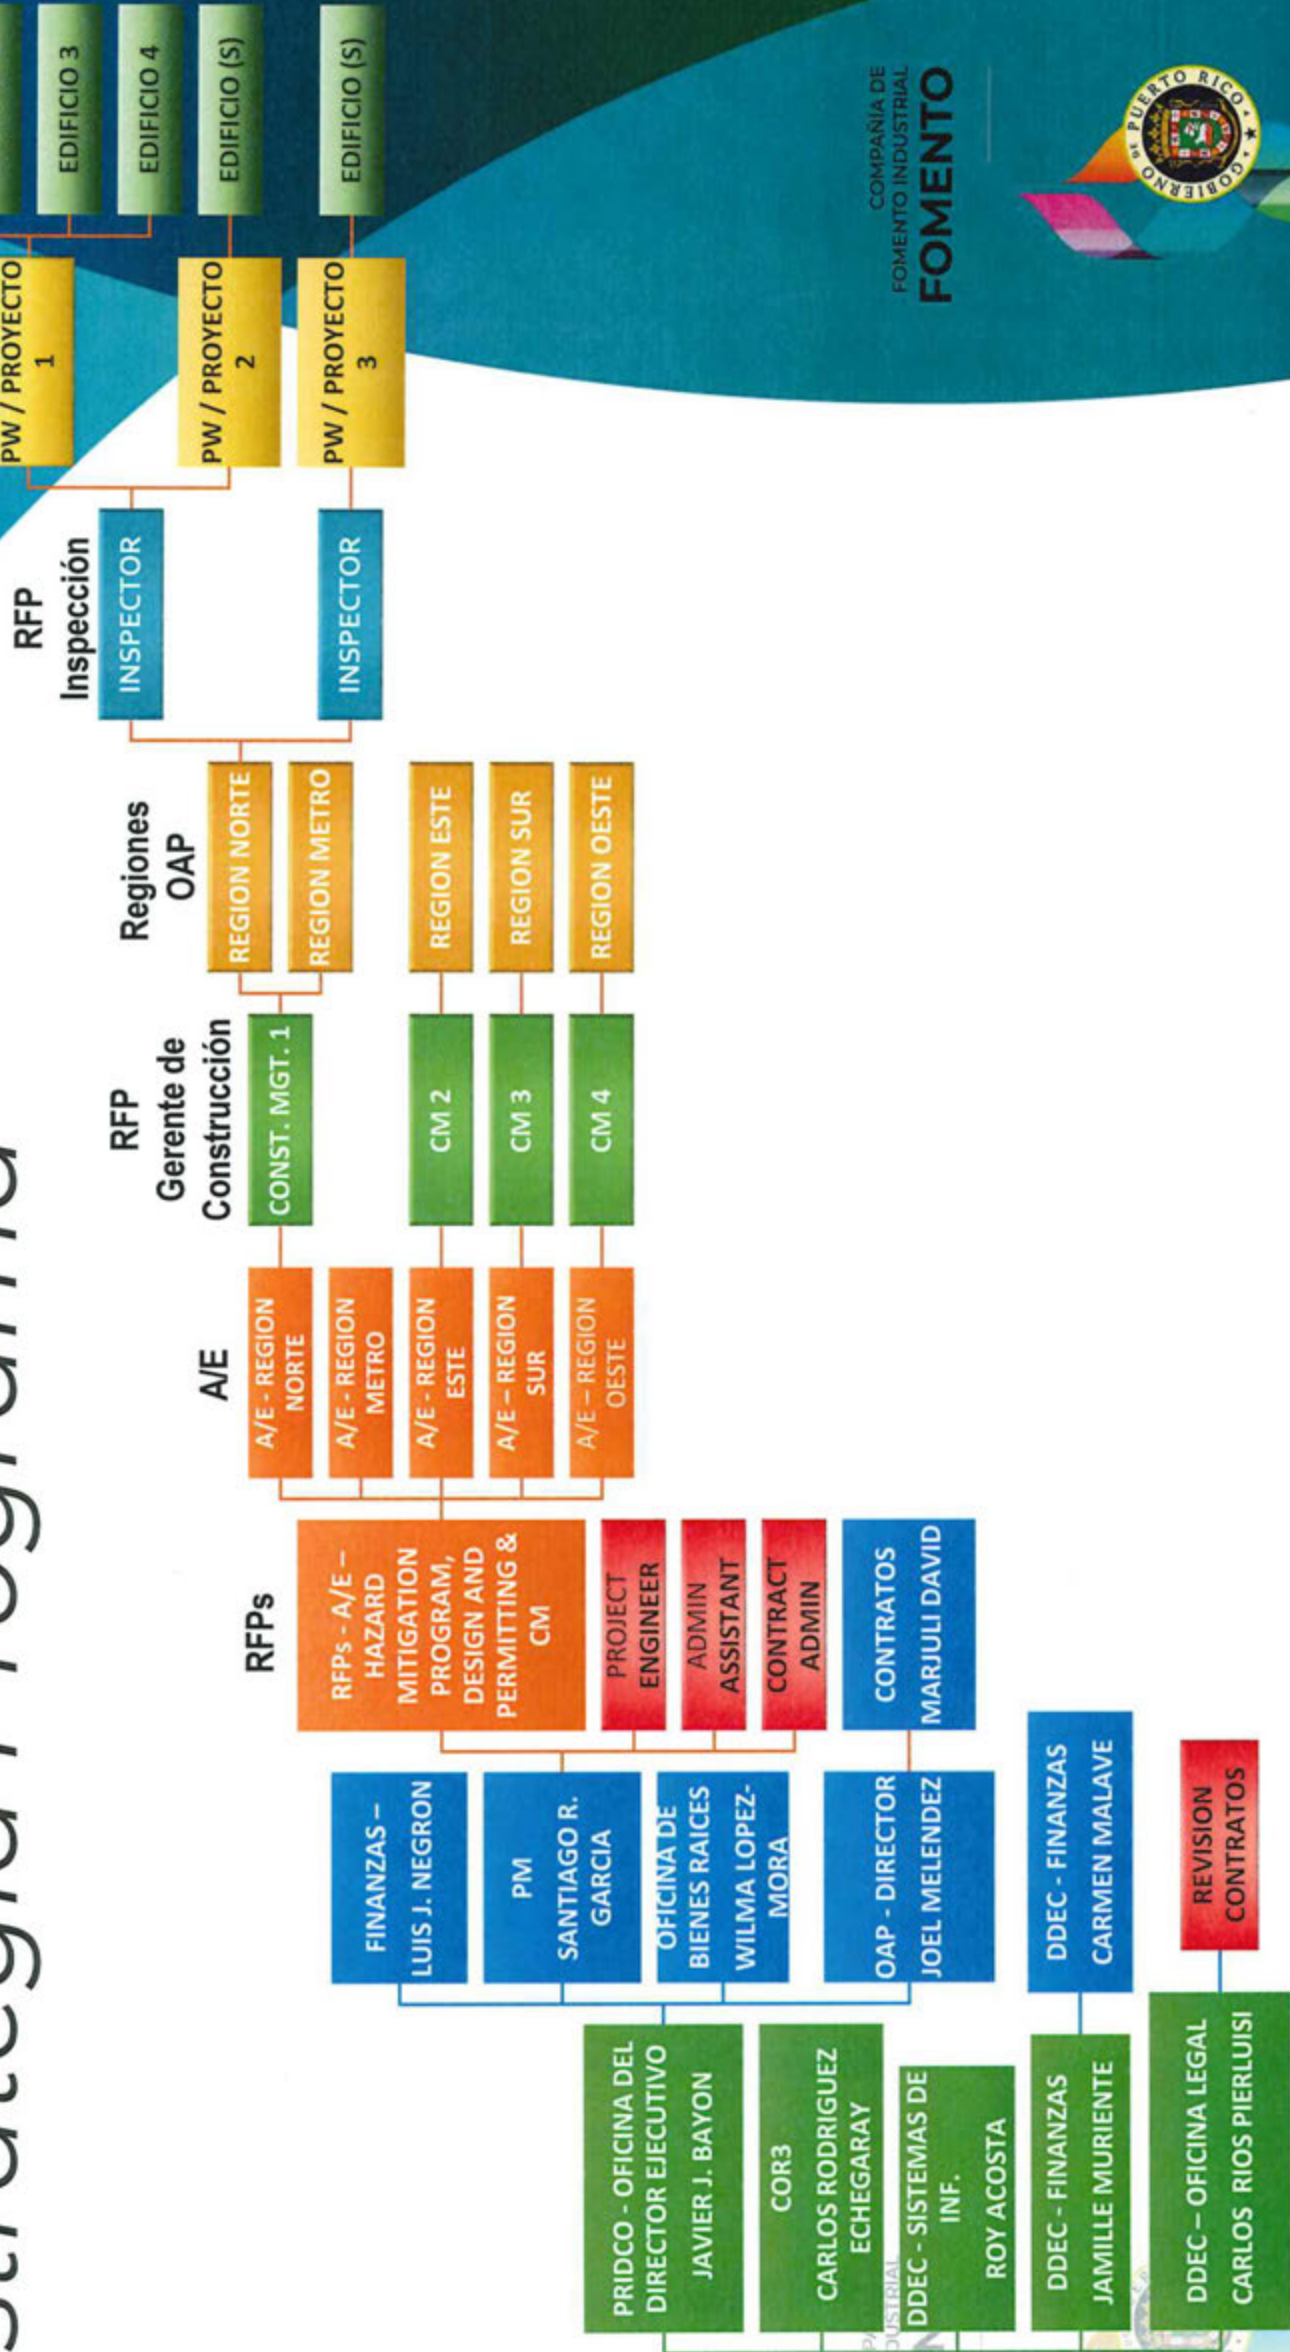 RFPs
A/E
RFP
Gerente de
Construcción
Regiones
OAP
RFP
Inspección
PRIDCO - OFICINA DEL
DIRECTOR EJECUTIVO
JAVIER J. BAYON
COR3
CARLOS RODRIGUEZ
ECHEGARAY
DDEC - SISTEMAS DE
INF.
ROY ACOSTA
DDEC - FINANZAS
JAMILLE MURIENTE
DDEC – OFICINA LEGAL
CARLOS RIOS PIERLUISI
FINANZAS –
LUIS J. NEGRON
PM
SANTIAGO R.
GARCIA
OFICINA DE
BIENES RAICES
WILMA LOPEZ-
MORA
OAP - DIRECTOR
JOEL MELENDEZ
DDEC - FINANZAS
CARMEN MALAVE
REVISION
CONTRATOS
RFPs - A/E –
HAZARD
MITIGATION
PROGRAM,
DESIGN AND
PERMITTING &
CM
PROJECT
ENGINEER
ADMIN
ASSISTANT
CONTRACT
ADMIN
CONTRATOS
MARJULI DAVID
A/E - REGION
NORTE
A/E - REGION
METRO
A/E - REGION
ESTE
A/E – REGION
SUR
A/E – REGION
OESTE
CONST. MGT. 1
CM 2
CM 3
CM 4
REGION NORTE
REGION METRO
REGION ESTE
REGION SUR
REGION OESTE
INSPECTOR
INSPECTOR
PW / PROYECTO
1
PW / PROYECTO
2
PW / PROYECTO
3
EDIFICIO 3
EDIFICIO 4
EDIFICIO (S)
EDIFICIO (S)
COMPAÑIA DE
FOMENTO INDUSTRIAL
FOMENTO
GOBIERNO DE PUERTO RICO